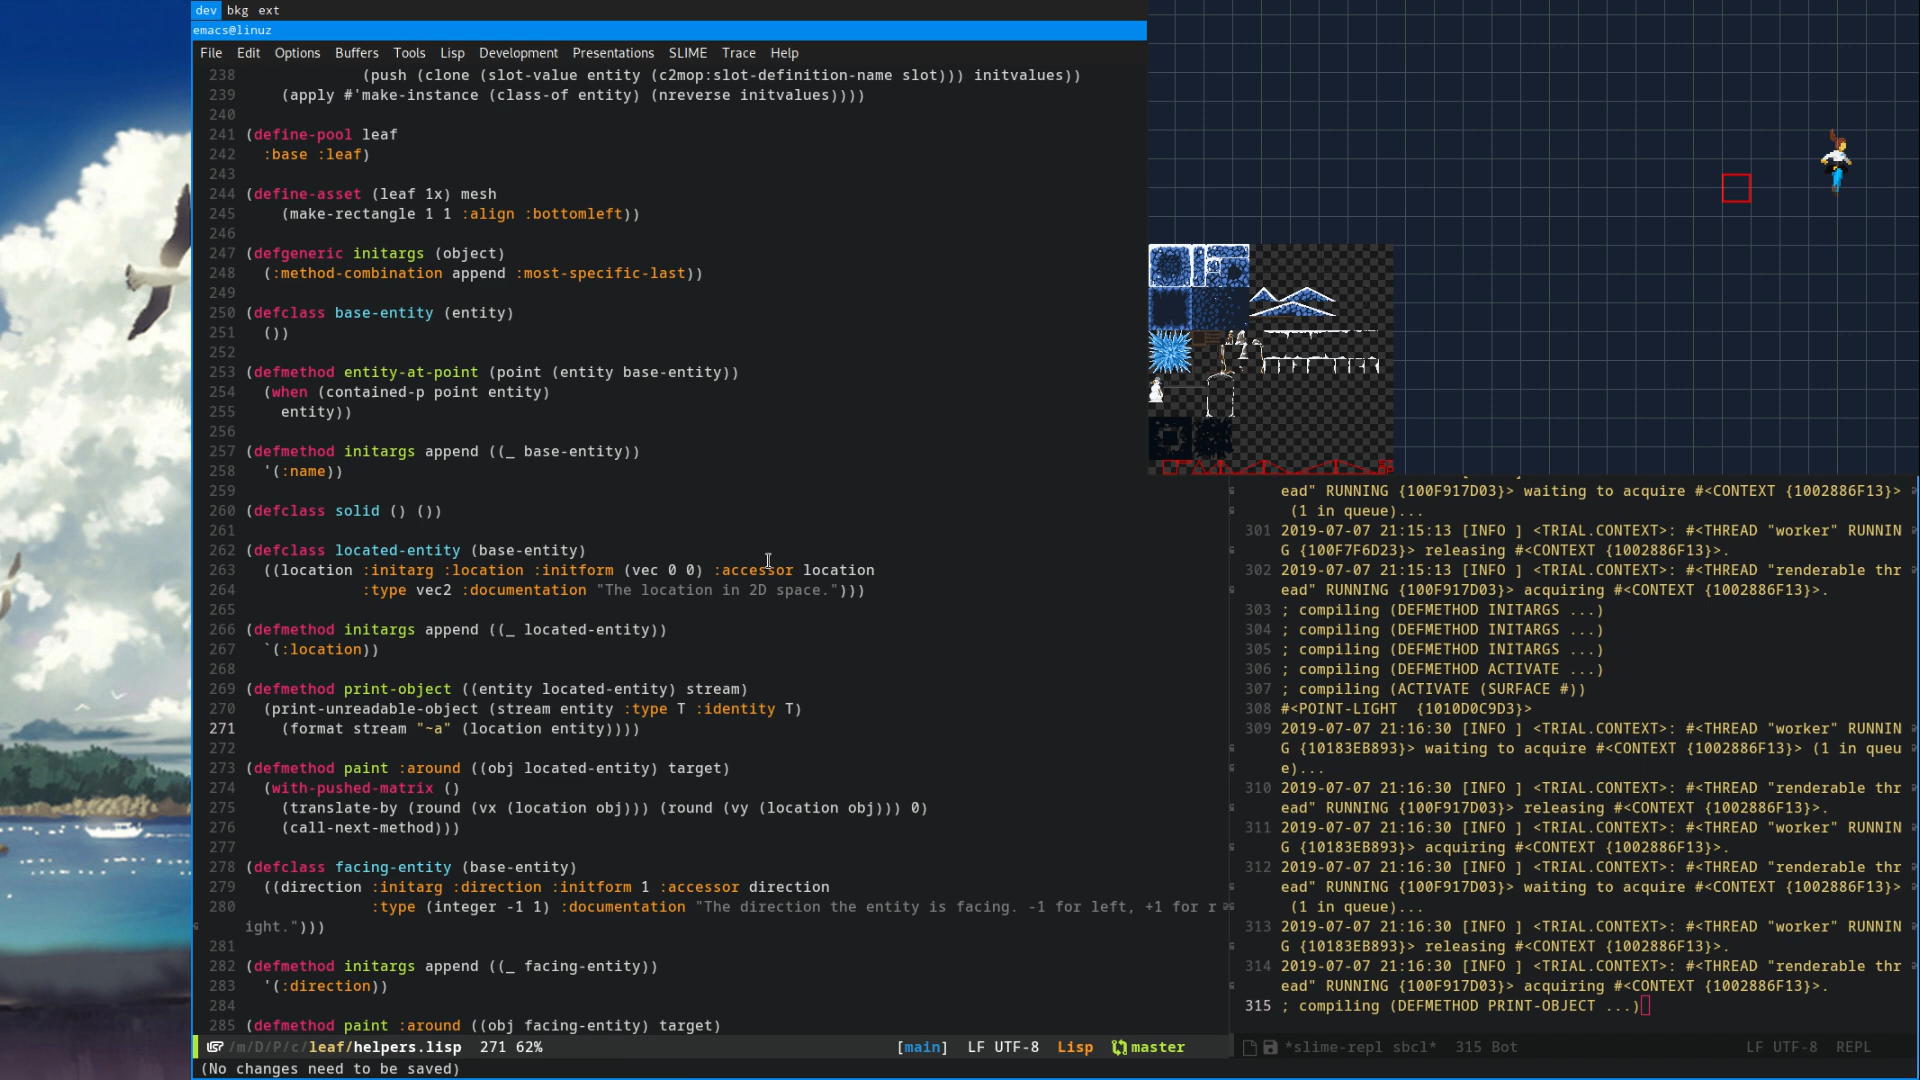 dev bkg ext
emacs@linuz
File Edit Options Buffers Tools Lisp Development Presentations SLIME Trace Help
238 (push (clone (slot-value entity (c2mop:slot-definition-name slot))) initvalues))
239 (apply #'make-instance (class-of entity) (nreverse initvalues))))
240
241 (define-pool leaf
242 :base :leaf)
243
244 (define-asset (leaf 1x) mesh
245 (make-rectangle 1 1 :align :bottomleft))
246
247 (defgeneric initargs (object)
248 (:method-combination append :most-specific-last))
249
250 (defclass base-entity (entity)
251 ())
252
253 (defmethod entity-at-point (point (entity base-entity))
254 (when (contained-p point entity)
255 entity))
256
257 (defmethod initargs append ((_ base-entity))
258 '(:name))
259
260 (defclass solid () ())
261
262 (defclass located-entity (base-entity)
263 ((location :initarg :location :initform (vec 0 0) :accessor location
264 :type vec2 :documentation "The location in 2D space.")))
265
266 (defmethod initargs append ((_ located-entity))
267 `(:location))
268
269 (defmethod print-object ((entity located-entity) stream)
270 (print-unreadable-object (stream entity :type T :identity T)
271 (format stream "~a" (location entity))))
272
273 (defmethod paint :around ((obj located-entity) target)
274 (with-pushed-matrix ()
275 (translate-by (round (vx (location obj))) (round (vy (location obj))) 0)
276 (call-next-method)))
277
278 (defclass facing-entity (base-entity)
279 ((direction :initarg :direction :initform 1 :accessor direction
280 :type (integer -1 1) :documentation "The direction the entity is facing. -1 for left, +1 for r
ight.")))
281
282 (defmethod initargs append ((_ facing-entity))
283 '(:direction))
284
285 (defmethod paint :around ((obj facing-entity) target)
/m/D/P/c/leaf/helpers.lisp 271 62% [main] LF UTF-8 Lisp master
(No changes need to be saved)
ead" RUNNING {100F917D03}> waiting to acquire #<CONTEXT {1002886F13}>
(1 in queue)...
301 2019-07-07 21:15:13 [INFO ] <TRIAL.CONTEXT>: #<THREAD "worker" RUNNIN
G {100F7F6D23}> releasing #<CONTEXT {1002886F13}>.
302 2019-07-07 21:15:13 [INFO ] <TRIAL.CONTEXT>: #<THREAD "renderable thr
ead" RUNNING {100F917D03}> acquiring #<CONTEXT {1002886F13}>.
303 ; compiling (DEFMETHOD INITARGS ...)
304 ; compiling (DEFMETHOD INITARGS ...)
305 ; compiling (DEFMETHOD INITARGS ...)
306 ; compiling (DEFMETHOD ACTIVATE ...)
307 ; compiling (ACTIVATE (SURFACE #))
308 #<POINT-LIGHT {1010D0C9D3}>
309 2019-07-07 21:16:30 [INFO ] <TRIAL.CONTEXT>: #<THREAD "worker" RUNNIN
G {10183EB893}> waiting to acquire #<CONTEXT {1002886F13}> (1 in queu
e)...
310 2019-07-07 21:16:30 [INFO ] <TRIAL.CONTEXT>: #<THREAD "renderable thr
ead" RUNNING {100F917D03}> releasing #<CONTEXT {1002886F13}>.
311 2019-07-07 21:16:30 [INFO ] <TRIAL.CONTEXT>: #<THREAD "worker" RUNNIN
G {10183EB893}> acquiring #<CONTEXT {1002886F13}>.
312 2019-07-07 21:16:30 [INFO ] <TRIAL.CONTEXT>: #<THREAD "renderable thr
ead" RUNNING {100F917D03}> waiting to acquire #<CONTEXT {1002886F13}>
(1 in queue)...
313 2019-07-07 21:16:30 [INFO ] <TRIAL.CONTEXT>: #<THREAD "worker" RUNNIN
G {10183EB893}> releasing #<CONTEXT {1002886F13}>.
314 2019-07-07 21:16:30 [INFO ] <TRIAL.CONTEXT>: #<THREAD "renderable thr
ead" RUNNING {100F917D03}> acquiring #<CONTEXT {1002886F13}>.
315 ; compiling (DEFMETHOD PRINT-OBJECT ...)
*slime-repl sbcl* 315 Bot LF UTF-8 REPL